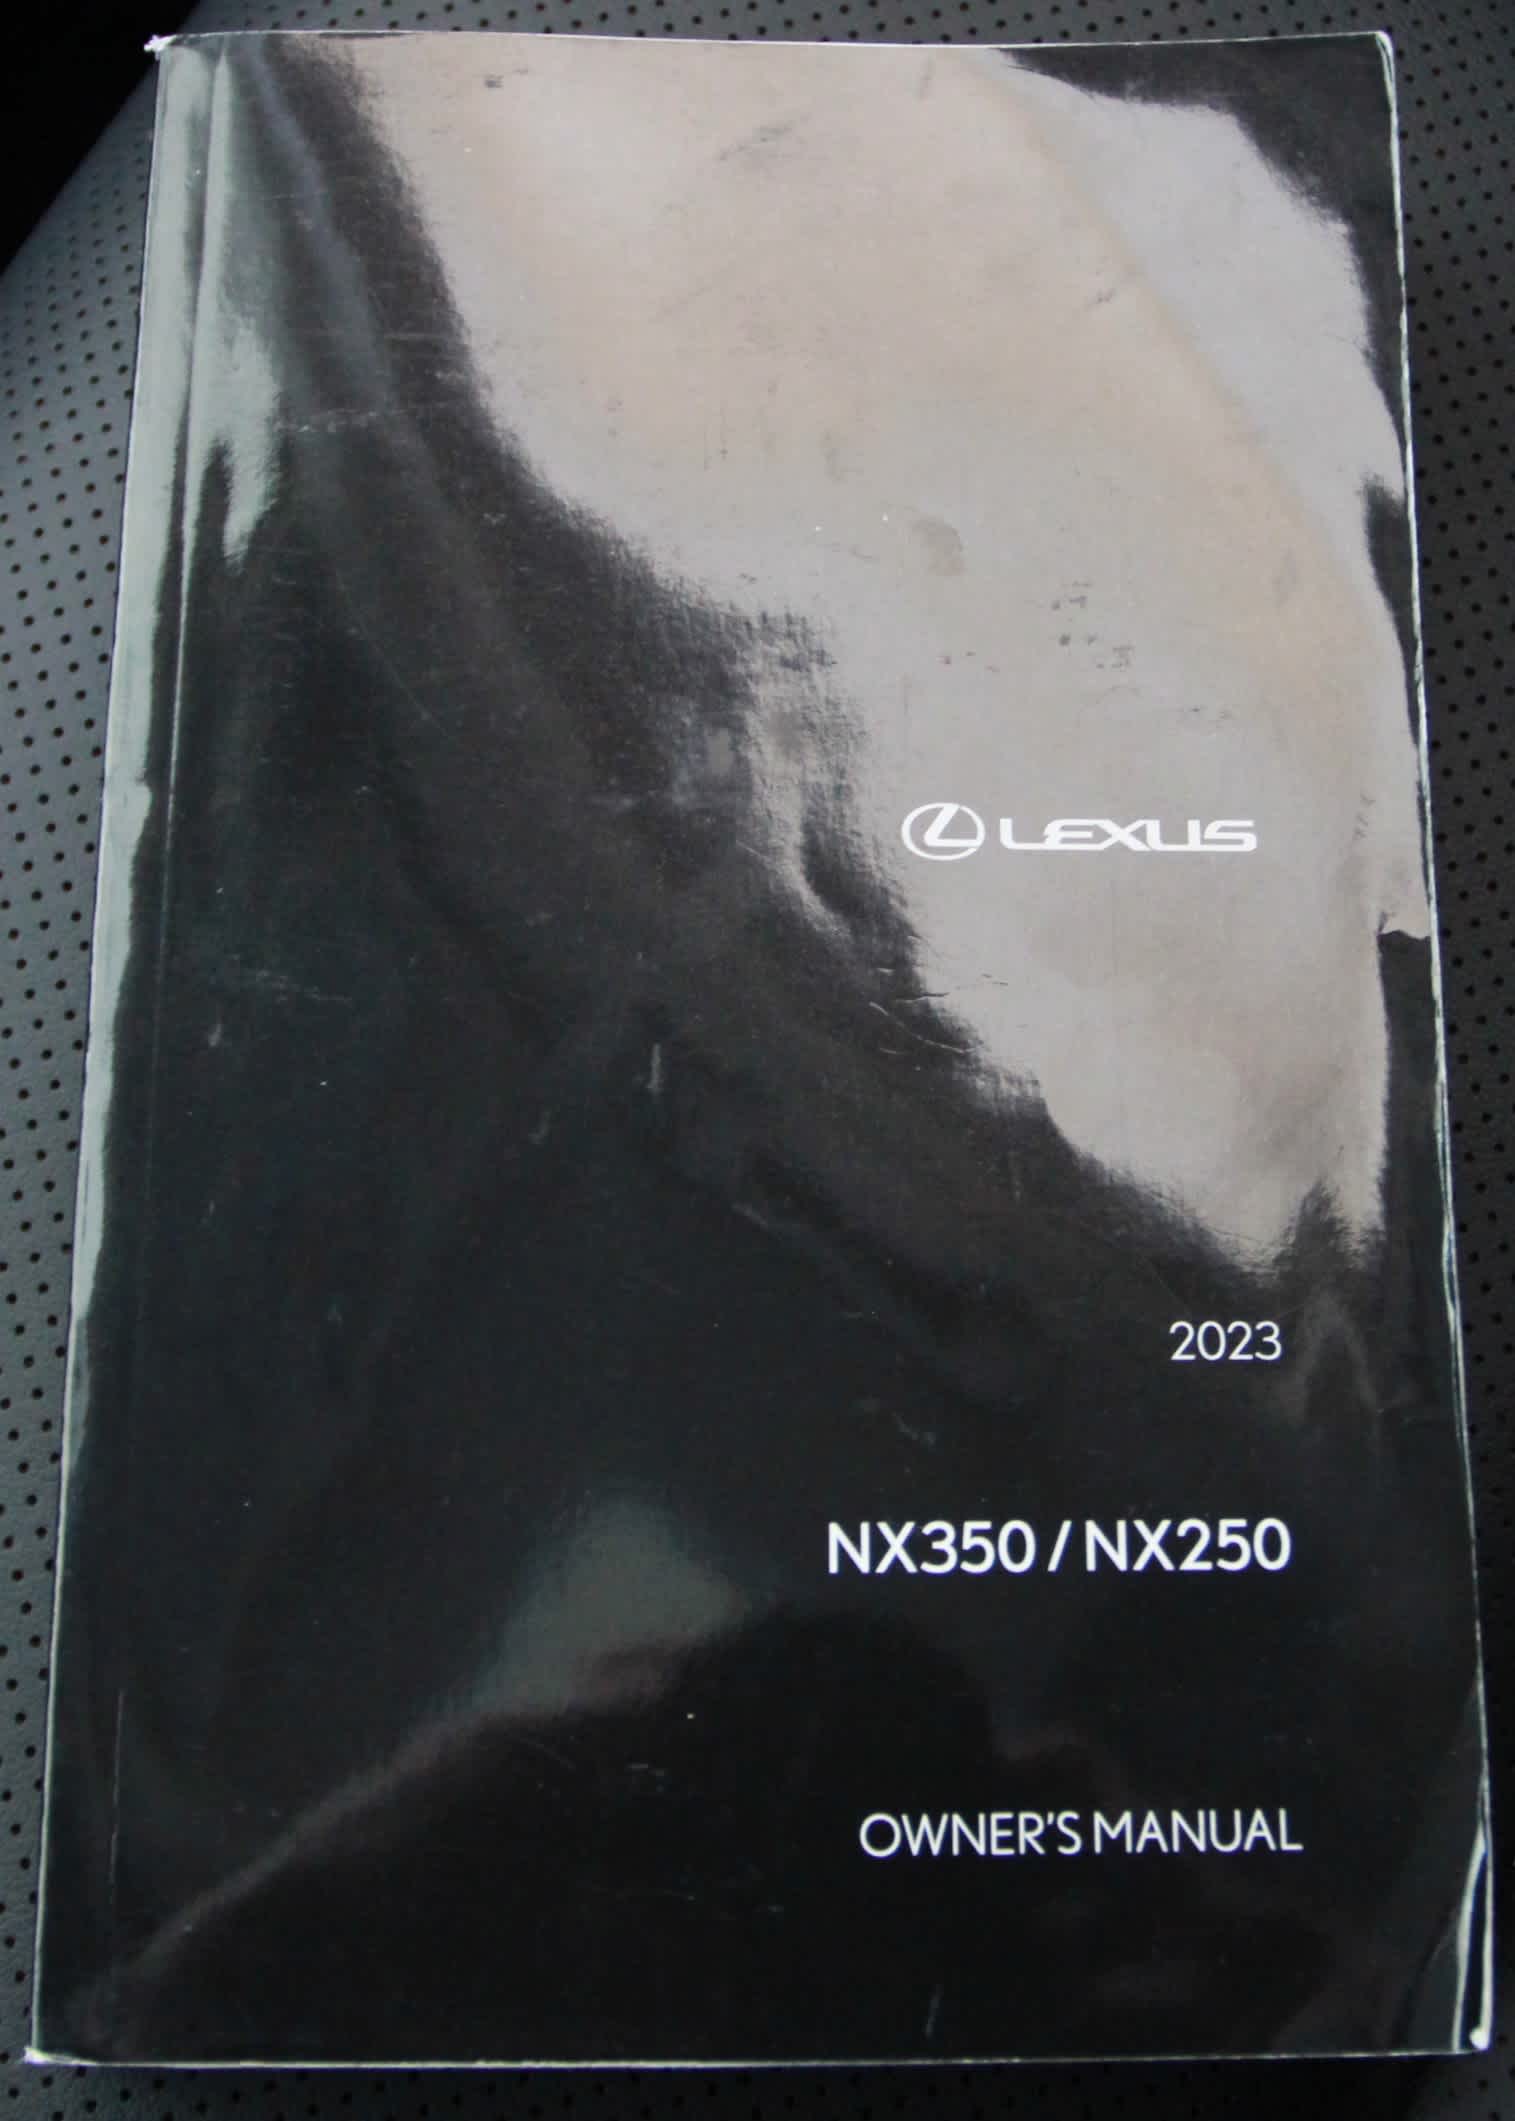 LEXUS
2023
NX350 / NX250
OWNER'S MANUAL